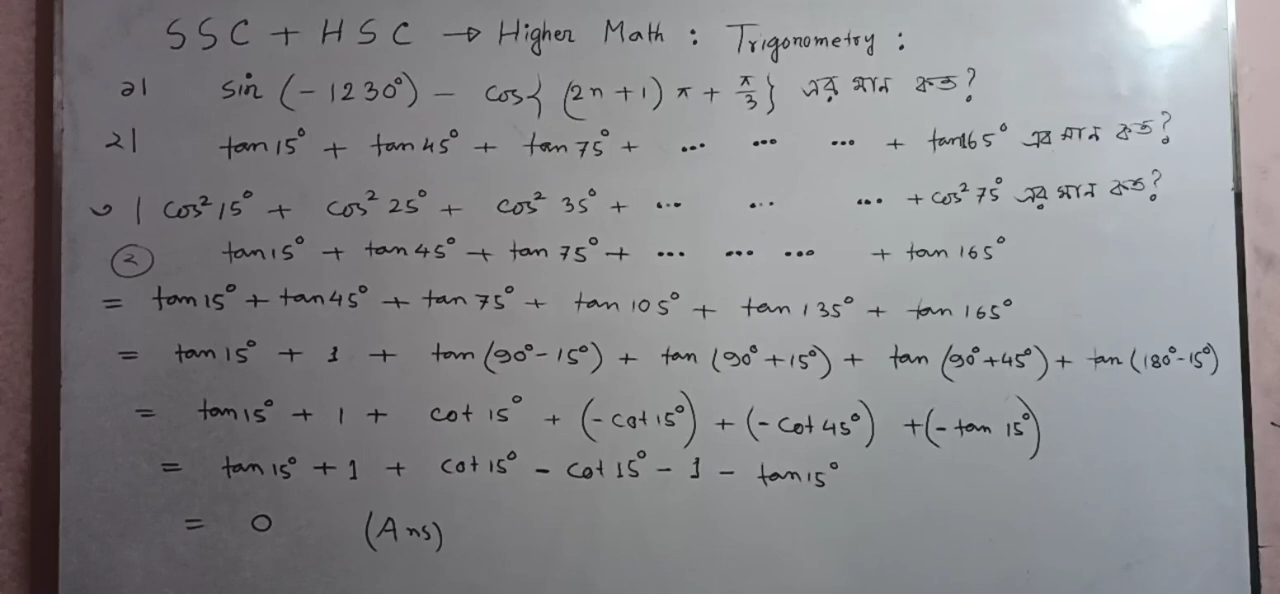 SSC + HSC → Higher Math : Trigonometry :
১। sin (-1230°) - cos{ (2n+1) π + π/3 } এর মান কত?
২। tan 15° + tan 45° + tan 75° + ... ... ... + tan165° এর মান কত?
৩। cos² 15° + cos² 25° + cos² 35° + ... ... ... + cos² 75° এর মান কত?
② tan 15° + tan 45° + tan 75° + ... ... ... + tan 165°
= tan 15° + tan 45° + tan 75° + tan 105° + tan 135° + tan 165°
= tan 15° + 1 + tan (90°-15°) + tan (90°+15°) + tan (90°+45°) + tan (180°-15°)
= tan 15° + 1 + cot 15° + (-cot 15°) + (-cot 45°) + (-tan 15°)
= tan 15° + 1 + cot 15° - cot 15° - 1 - tan 15°
= 0 (Ans)